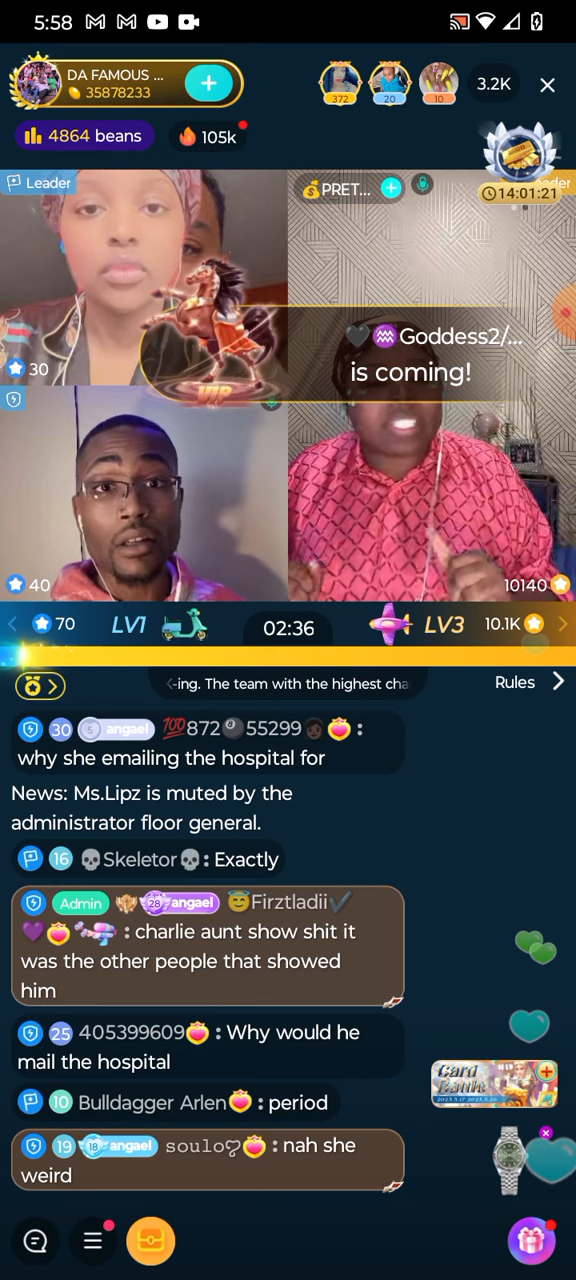 5:58
DA FAMOUS ...
35878233
372
20
10
3.2K
4864 beans
105k
14:01:21
Leader
PRET...
Goddess2/...
is coming!
VIP
30
40
10140
70
LV1
02:36
LV3
10.1K
-ing. The team with the highest cha
Rules
30 5 angael 💯872🎱55299 :
why she emailing the hospital for
News: Ms.Lipz is muted by the
administrator floor general.
16 💀Skeletor💀: Exactly
Admin 28 angael 😇Firztladii✔
: charlie aunt show shit it
was the other people that showed
him
25 405399609 : Why would he
mail the hospital
10 Bulldagger Arlen : period
19 18 angael soulo : nah she
weird
Card
Battle